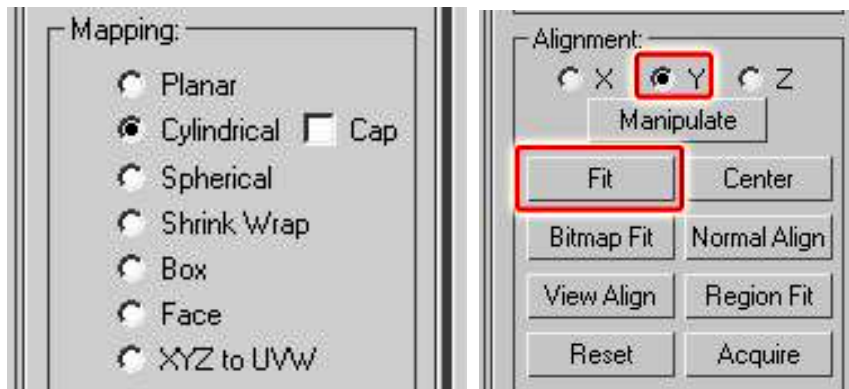 Mapping:
Planar
Cylindrical Cap
Spherical
Shrink Wrap
Box
Face
XYZ to UVW
Alignment:
X Y Z
Manipulate
Fit Center
Bitmap Fit Normal Align
View Align Region Fit
Reset Acquire